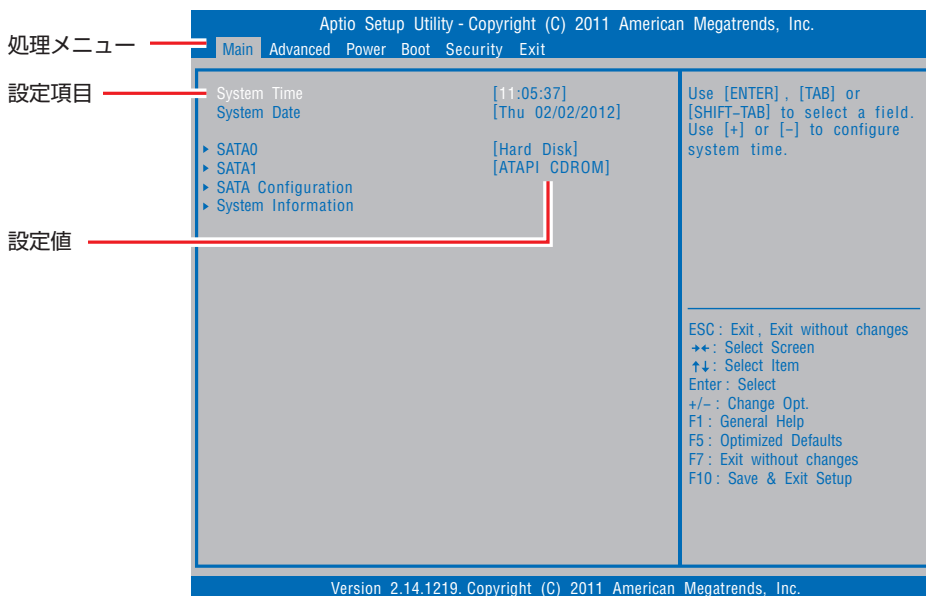 Aptio Setup Utility - Copyright (C) 2011 American Megatrends, Inc.
処理メニュー
Main Advanced Power Boot Security Exit
設定項目
System Time [11:05:37]
System Date [Thu 02/02/2012]
▶ SATA0 [Hard Disk]
▶ SATA1 [ATAPI CDROM]
▶ SATA Configuration
▶ System Information
設定値
Use [ENTER] , [TAB] or
[SHIFT-TAB] to select a field.
Use [+] or [-] to configure
system time.
ESC : Exit , Exit without changes
→← : Select Screen
↑↓ : Select Item
Enter : Select
+/- : Change Opt.
F1 : General Help
F5 : Optimized Defaults
F7 : Exit without changes
F10 : Save & Exit Setup
Version 2.14.1219. Copyright (C) 2011 American Megatrends, Inc.